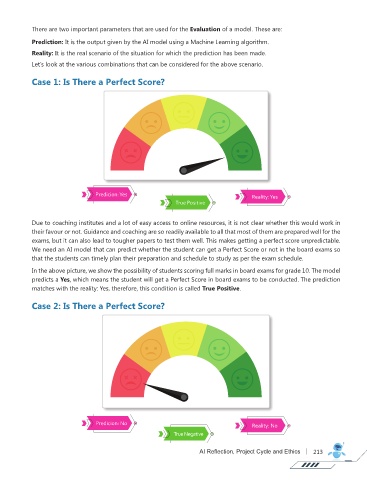 There are two important parameters that are used for the Evaluation of a model. These are:
Prediction: It is the output given by the AI model using a Machine Learning algorithm.
Reality: It is the real scenario of the situation for which the prediction has been made.
Let's look at the various combinations that can be considered for the above scenario.
Case 1: Is There a Perfect Score?
Prediction: Yes
Reality: Yes
True Positive
Due to coaching institutes and a lot of easy access to online resources, it is not clear whether this would work in
their favour or not. Guidance and coaching are so readily available to all that most of them are prepared well for the
exams, but it can also lead to tougher papers to test them well. This makes getting a perfect score unpredictable.
We need an AI model that can predict whether the student can get a Perfect Score or not in the board exams so
that the students can timely plan their preparation and schedule to study as per the exam schedule.
In the above picture, we show the possibility of students scoring full marks in board exams for grade 10. The model
predicts a Yes, which means the student will get a Perfect Score in board exams to be conducted. The prediction
matches with the reality: Yes, therefore, this condition is called True Positive.
Case 2: Is There a Perfect Score?
Prediction: No
Reality: No
True Negative
AI Reflection, Project Cycle and Ethics | 213